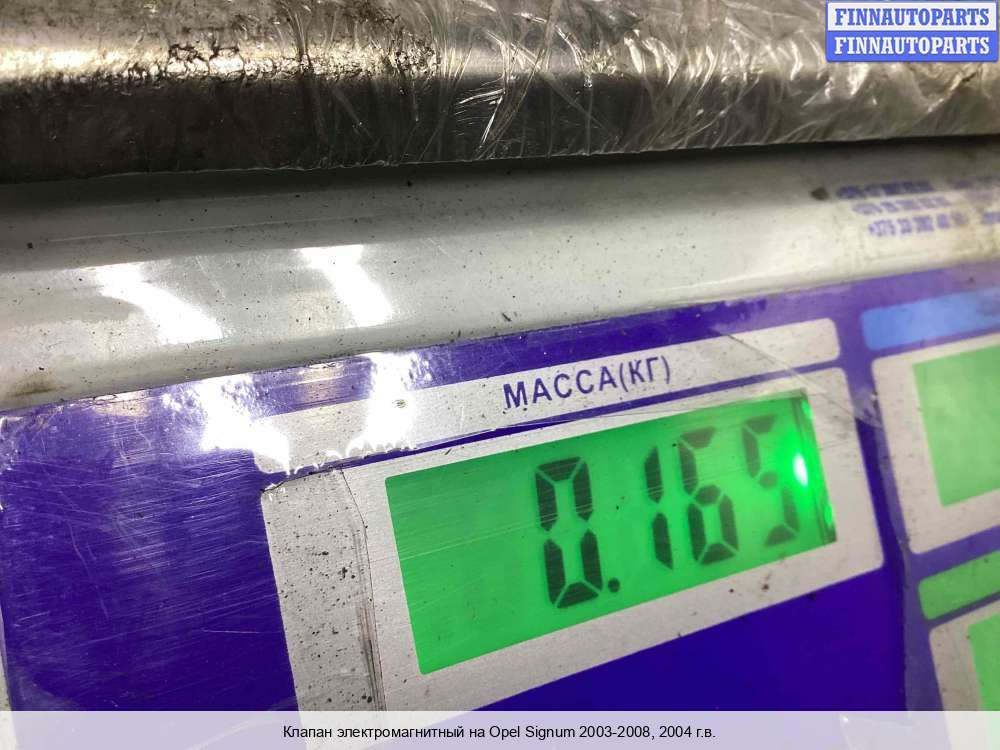 FINNAUTOPARTS
FINNAUTOPARTS
МАССА(КГ)
0.165
Клапан электромагнитный на Opel Signum 2003-2008, 2004 г.в.